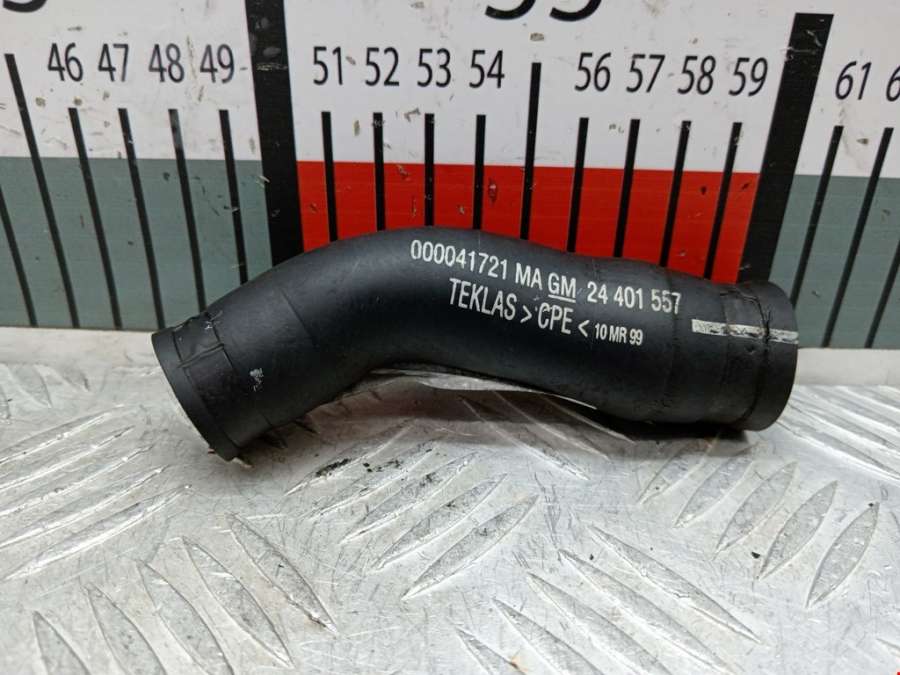 46 47 48 49 51 52 53 54 56 57 58 59 61
000041721 MA GM 24 401 557
TEKLAS >CPE< 10 MR 99